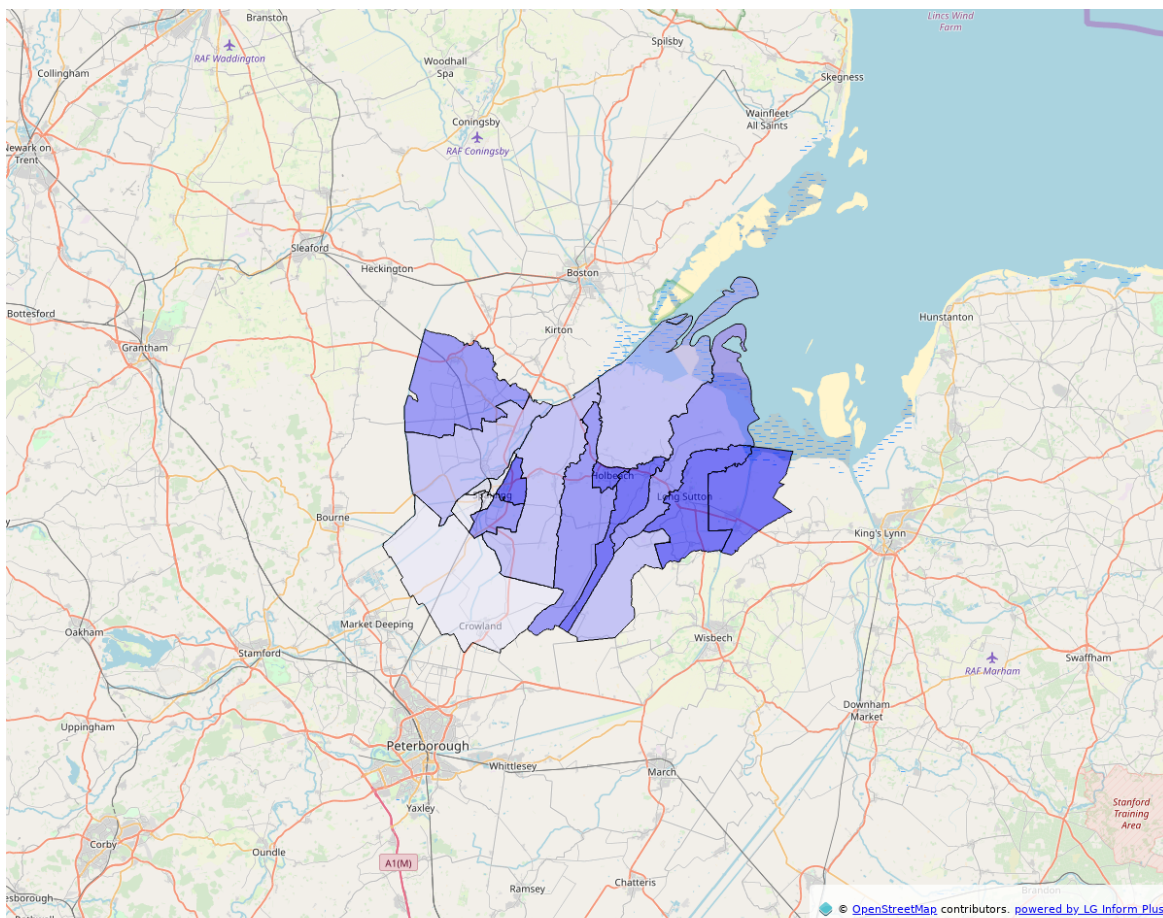 Branston
Lincs Wind
Farm
RAF Waddington
Spilsby
Woodhall
Spa
Collingham
Skegness
Wainfleet
All Saints
Coningsby
RAF Coningsby
Newark on
Trent
Sleaford
Heckington
Boston
Bottesford
Kirton
Hunstanton
Grantham
Holbeach
Long Sutton
Bourne
King's Lynn
Market Deeping
Crowland
Oakham
Wisbech
Stamford
Swaffham
RAF Marham
Downham
Market
Uppingham
Peterborough
Whittlesey
March
Yaxley
Stanford
Training
Area
Corby
Oundle
A1(M)
Chatteris
Ramsey
Brandon
esborough
© OpenStreetMap contributors. powered by LG Inform Plus